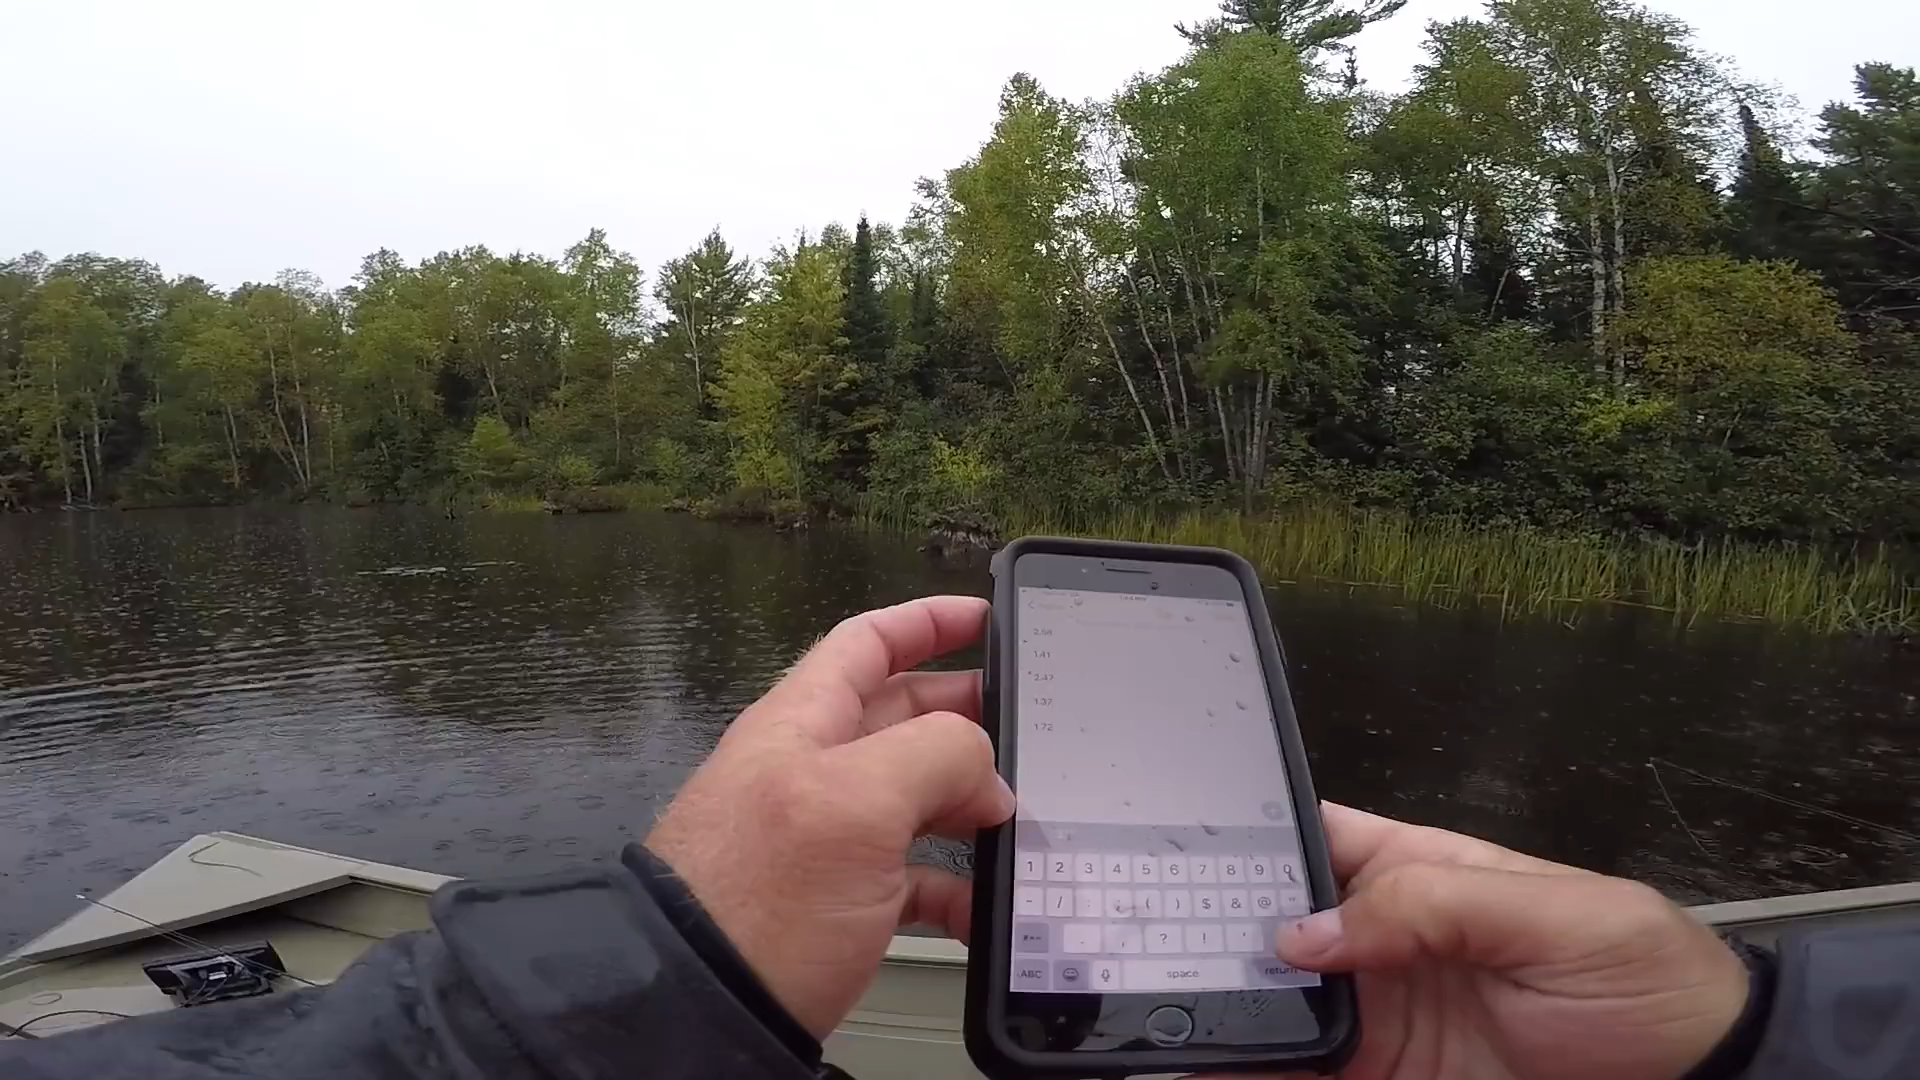 2.58
1.41
2.47
1.37
1.72
1 2 3 4 5 6 7 8 9 0
- / : ; ( ) $ & @ "
#+= . , ? ! '
ABC space return